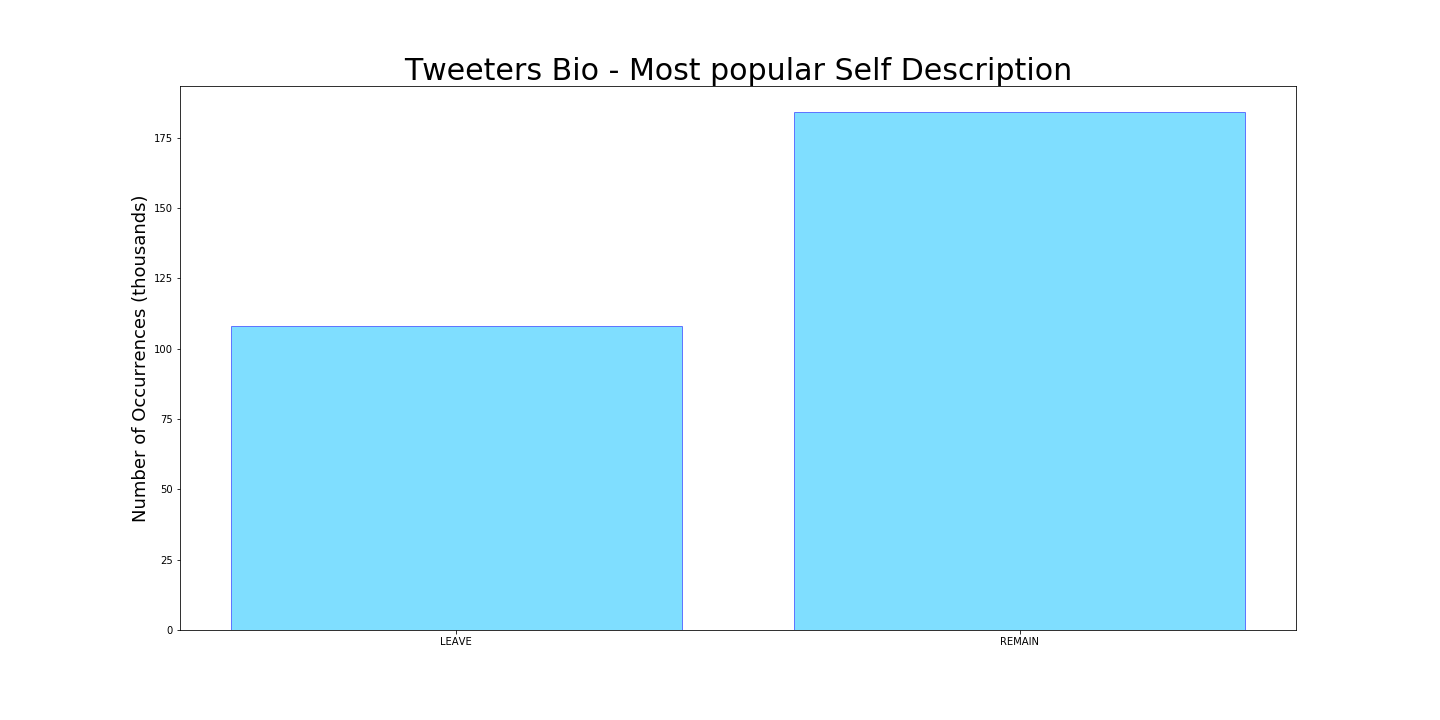 Tweeters Bio - Most popular Self Description
Number of Occurrences (thousands)
175
150
125
100
75
50
25
0
LEAVE
REMAIN